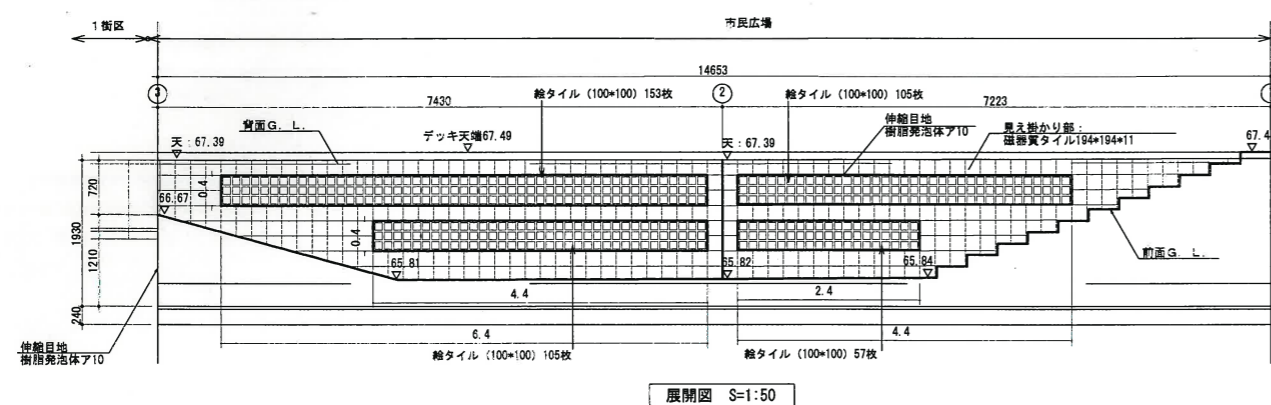 1街区
市民広場
14653
3
2
7430
7223
絵タイル (100*100) 153枚
絵タイル (100*100) 105枚
伸縮目地
樹脂発泡体ア10
見え掛かり部:
磁器質タイル194*194*11
背面G. L.
デッキ天端67.49
天:67.39
天:67.39
67.4
720
1930
1210
240
66.67
0.4
0.4
65.81
65.82
65.84
前面G. L.
4.4
2.4
6.4
4.4
伸縮目地
樹脂発泡体ア10
絵タイル (100*100) 105枚
絵タイル (100*100) 57枚
展開図 S=1:50